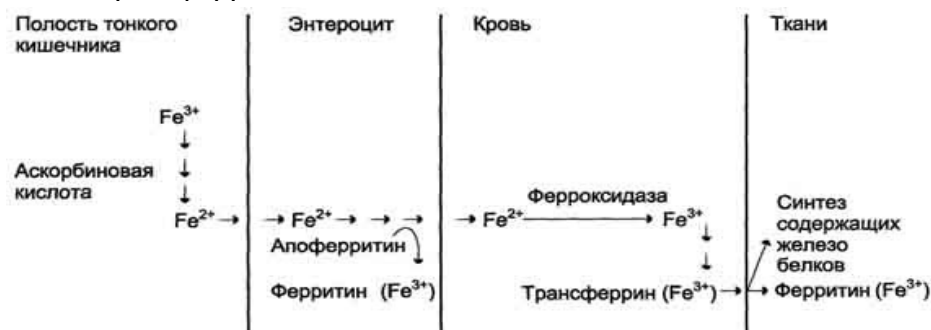 Полость тонкого кишечника
Энтероцит
Кровь
Ткани
Fe³⁺
Аскорбиновая кислота
Fe²⁺
Fe²⁺
Апоферритин
Ферритин (Fe³⁺)
Fe²⁺
Ферроксидаза
Fe³⁺
Трансферрин (Fe³⁺)
Синтез содержащих железо белков
Ферритин (Fe³⁺)